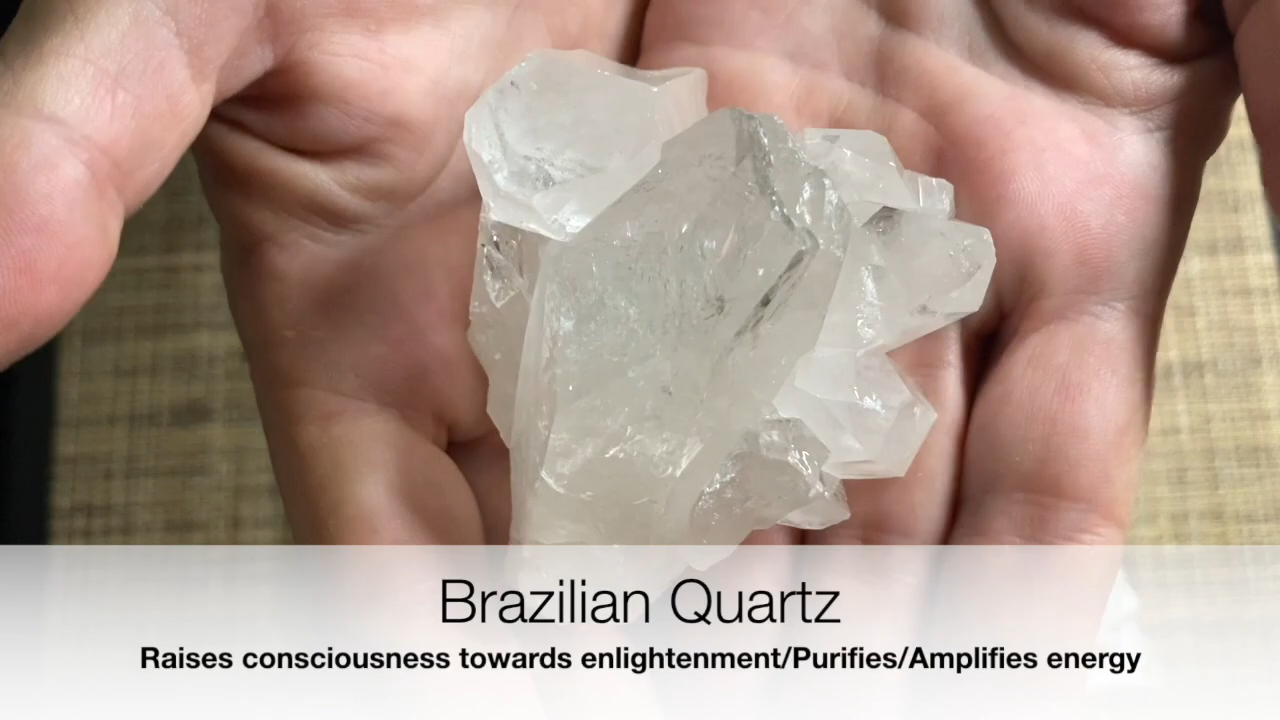 Brazilian Quartz
Raises consciousness towards enlightenment/Purifies/Amplifies energy